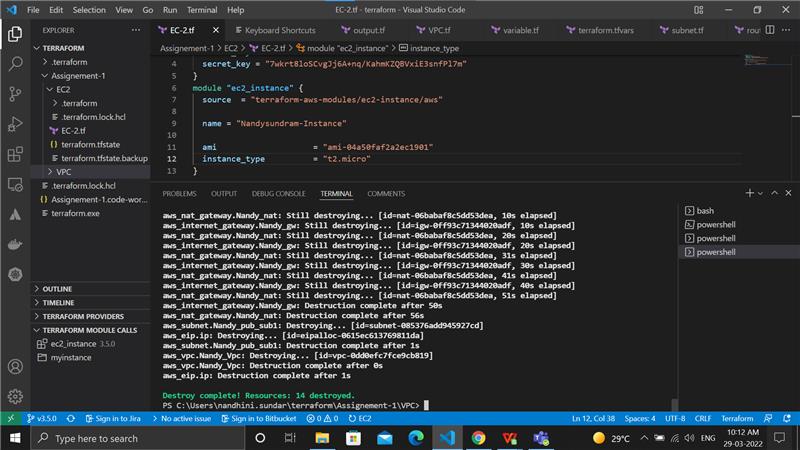 File Edit Selection View Go Run Terminal Help
EC-2.tf - terraform - Visual Studio Code
EXPLORER
TERRAFORM
.terraform
Assignement-1
EC2
.terraform
.terraform.lock.hcl
EC-2.tf
terraform.tfstate
terraform.tfstate.backup
VPC
.terraform.lock.hcl
Assignement-1.code-wor...
terraform.exe
OUTLINE
TIMELINE
TERRAFORM PROVIDERS
TERRAFORM MODULE CALLS
ec2_instance 3.5.0
myinstance
EC-2.tf Keyboard Shortcuts output.tf VPC.tf variable.tf terraform.tfvars subnet.tf rout
Assignement-1 > EC2 > EC-2.tf > module "ec2_instance" > instance_type
4 secret_key =
5 }
6 module "ec2_instance" {
7 source = "terraform-aws-modules/ec2-instance/aws"
8
9 name = "Nandysundram-Instance"
10
11 ami = "ami-04a50faf2a2ec1901"
12 instance_type = "t2.micro"
13 }
PROBLEMS OUTPUT DEBUG CONSOLE TERMINAL COMMENTS
aws_nat_gateway.Nandy_nat: Still destroying... [id=nat-06babaf8c5dd53dea, 10s elapsed]
aws_internet_gateway.Nandy_gw: Still destroying... [id=igw-0ff93c71344020adf, 10s elapsed]
aws_nat_gateway.Nandy_nat: Still destroying... [id=nat-06babaf8c5dd53dea, 20s elapsed]
aws_internet_gateway.Nandy_gw: Still destroying... [id=igw-0ff93c71344020adf, 20s elapsed]
aws_nat_gateway.Nandy_nat: Still destroying... [id=nat-06babaf8c5dd53dea, 31s elapsed]
aws_internet_gateway.Nandy_gw: Still destroying... [id=igw-0ff93c71344020adf, 30s elapsed]
aws_nat_gateway.Nandy_nat: Still destroying... [id=nat-06babaf8c5dd53dea, 41s elapsed]
aws_internet_gateway.Nandy_gw: Still destroying... [id=igw-0ff93c71344020adf, 40s elapsed]
aws_nat_gateway.Nandy_nat: Still destroying... [id=nat-06babaf8c5dd53dea, 51s elapsed]
aws_internet_gateway.Nandy_gw: Destruction complete after 50s
aws_nat_gateway.Nandy_nat: Destruction complete after 56s
aws_subnet.Nandy_pub_sub1: Destroying... [id=subnet-085376add945927cd]
aws_eip.ip: Destroying... [id=eipalloc-0615ec613769811da]
aws_subnet.Nandy_pub_sub1: Destruction complete after 1s
aws_vpc.Nandy_Vpc: Destroying... [id=vpc-0dd0efc7fce9cb819]
aws_vpc.Nandy_Vpc: Destruction complete after 0s
aws_eip.ip: Destruction complete after 1s
Destroy complete! Resources: 14 destroyed.
PS C:\Users\nandhini.sundar\terraform\Assignement-1\VPC>
bash
powershell
powershell
powershell
v3.5.0 Sign in to Jira No active issue Sign in to Bitbucket 0 0 EC2 Ln 12, Col 38 Spaces: 4 UTF-8 CRLF Terraform
Type here to search
29°C ENG
10:12 AM
29-03-2022